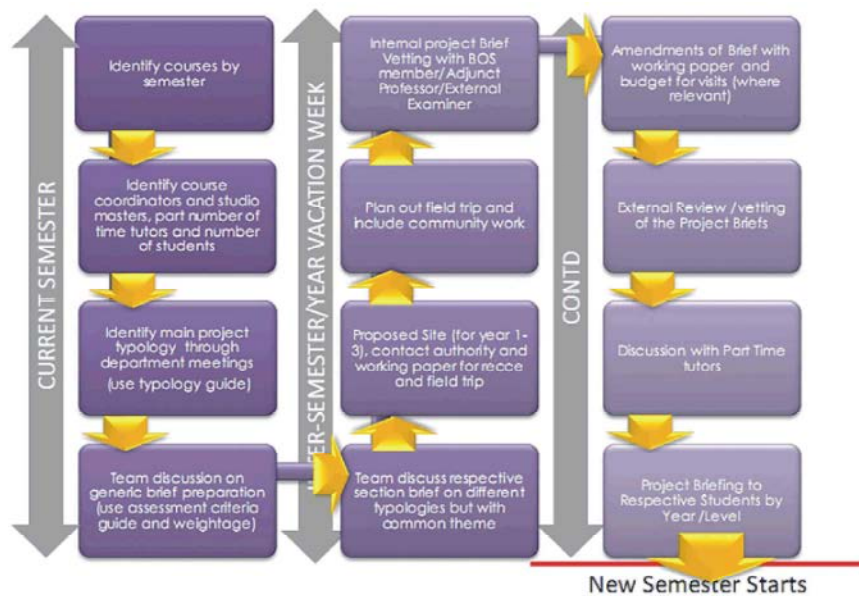 CURRENT SEMESTER
Identify courses by
semester
Identify course
coordinators and studio
masters, part number of
time tutors and number
of students
Identify main project
typology through
department meetings
(use typology guide)
Team discussion on
generic brief preparation
(use assessment criteria
guide and weightage)
ER-SEMESTER/YEAR VACATION WEEK
Team discuss respective
section brief on different
typologies but with
common theme
Proposed Site (for year 1-
3), contact authority and
working paper for recce
and field trip
Plan out field trip and
include community work
Internal project Brief
Vetting with BOS
member/Adjunct
Professor/External
Examiner
CONTD
Amendments of Brief with
working paper and
budget for visits (where
relevant)
External Review /vetting
of the Project Briefs
Discussion with Part Time
tutors
Project Briefing to
Respective Students by
Year /Level
New Semester Starts